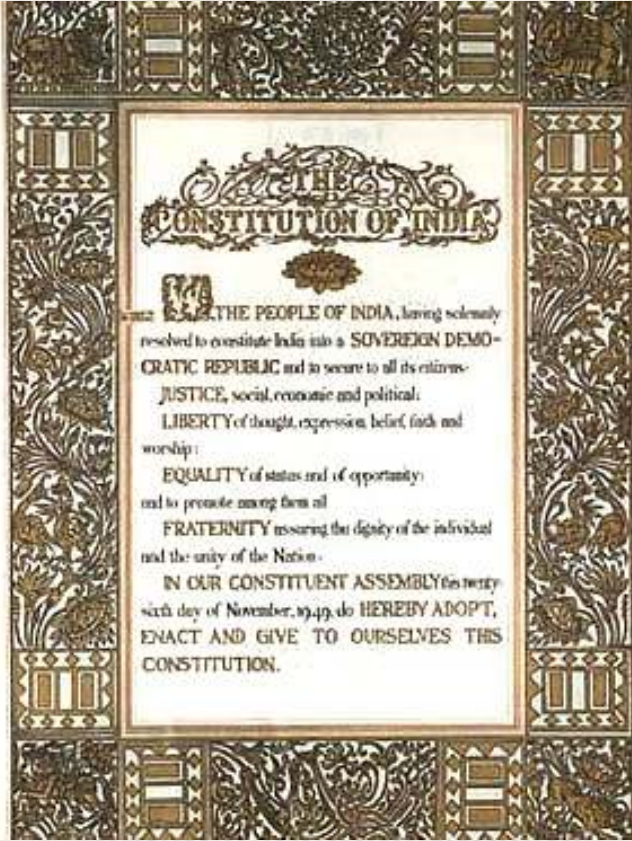 THE
CONSTITUTION OF INDIA
WE, THE PEOPLE OF INDIA, having solemnly
resolved to constitute India into a SOVEREIGN DEMO-
CRATIC REPUBLIC and to secure to all its citizens:
JUSTICE, social, economic and political;
LIBERTY of thought, expression, belief, faith and
worship;
EQUALITY of status and of opportunity;
and to promote among them all
FRATERNITY assuring the dignity of the individual
and the unity of the Nation;
IN OUR CONSTITUENT ASSEMBLY this twenty-
sixth day of November, 1949, do HEREBY ADOPT,
ENACT AND GIVE TO OURSELVES THIS
CONSTITUTION.